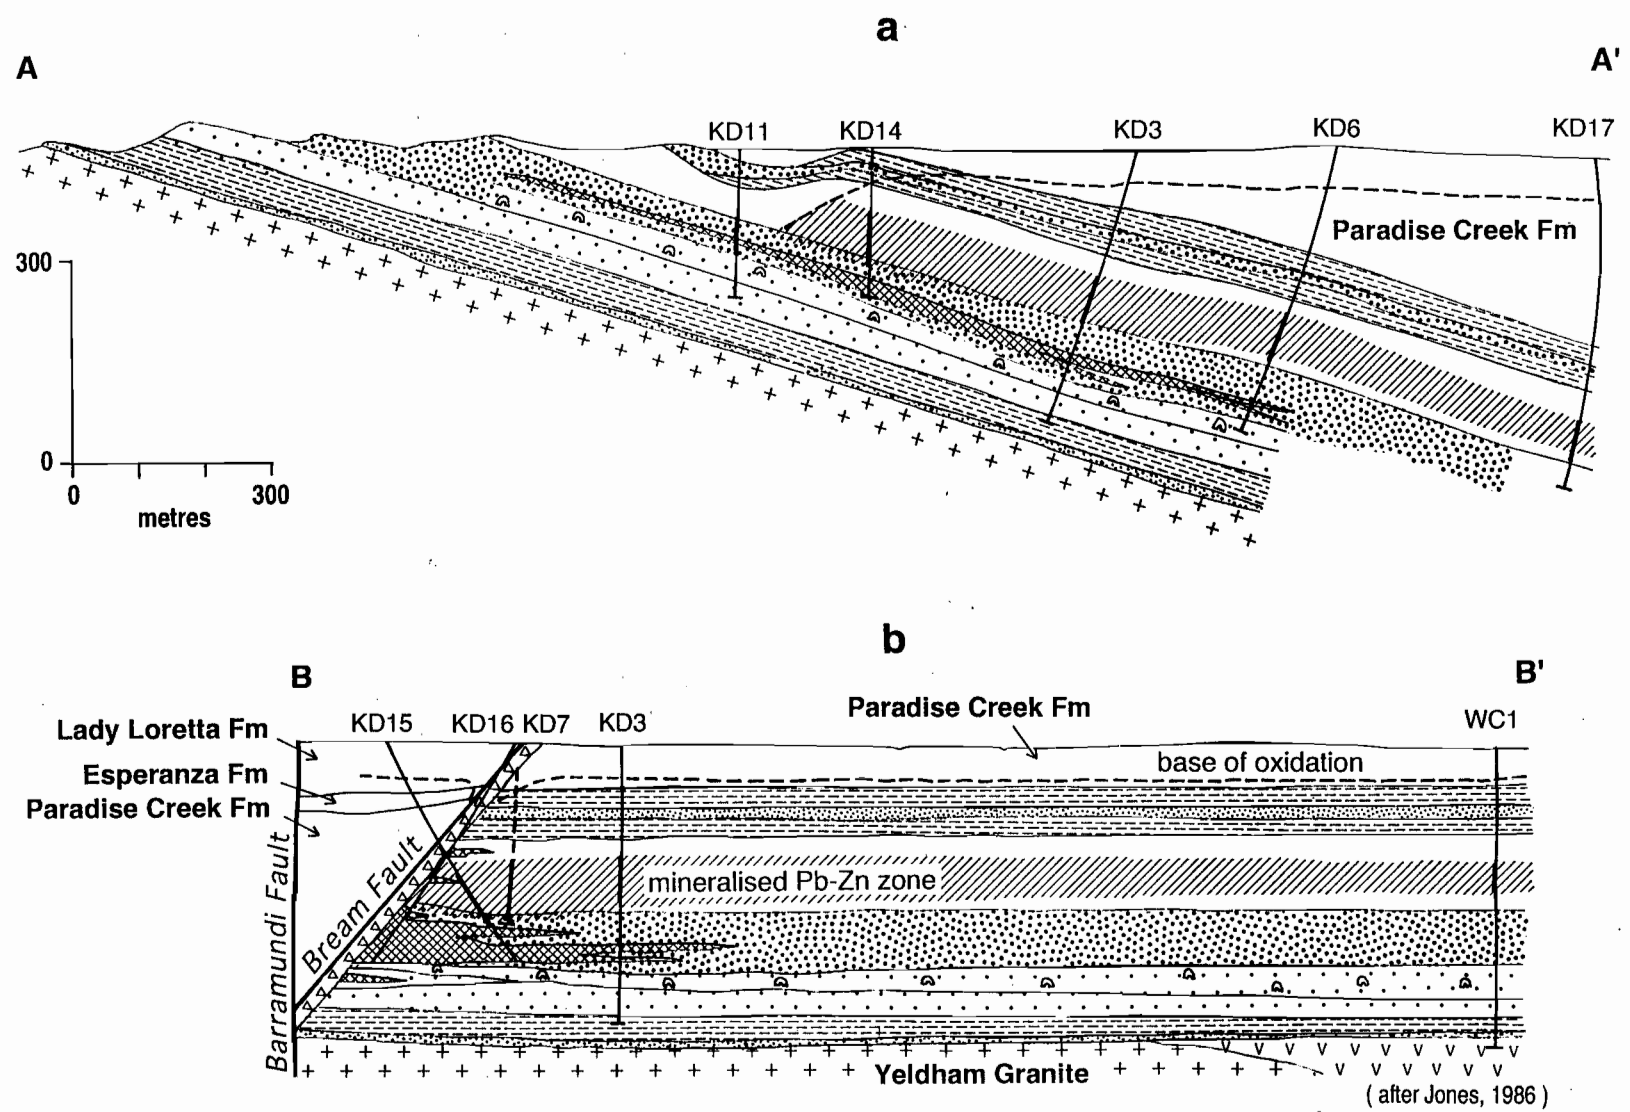 a
A
A'
KD11
KD14
KD3
KD6
KD17
Paradise Creek Fm
300
0
0
300
metres
b
B
B'
Lady Loretta Fm
Esperanza Fm
Paradise Creek Fm
KD15
KD16
KD7
KD3
Paradise Creek Fm
WC1
base of oxidation
Barramundi Fault
Bream Fault
mineralised Pb-Zn zone
Yeldham Granite
( after Jones, 1986 )